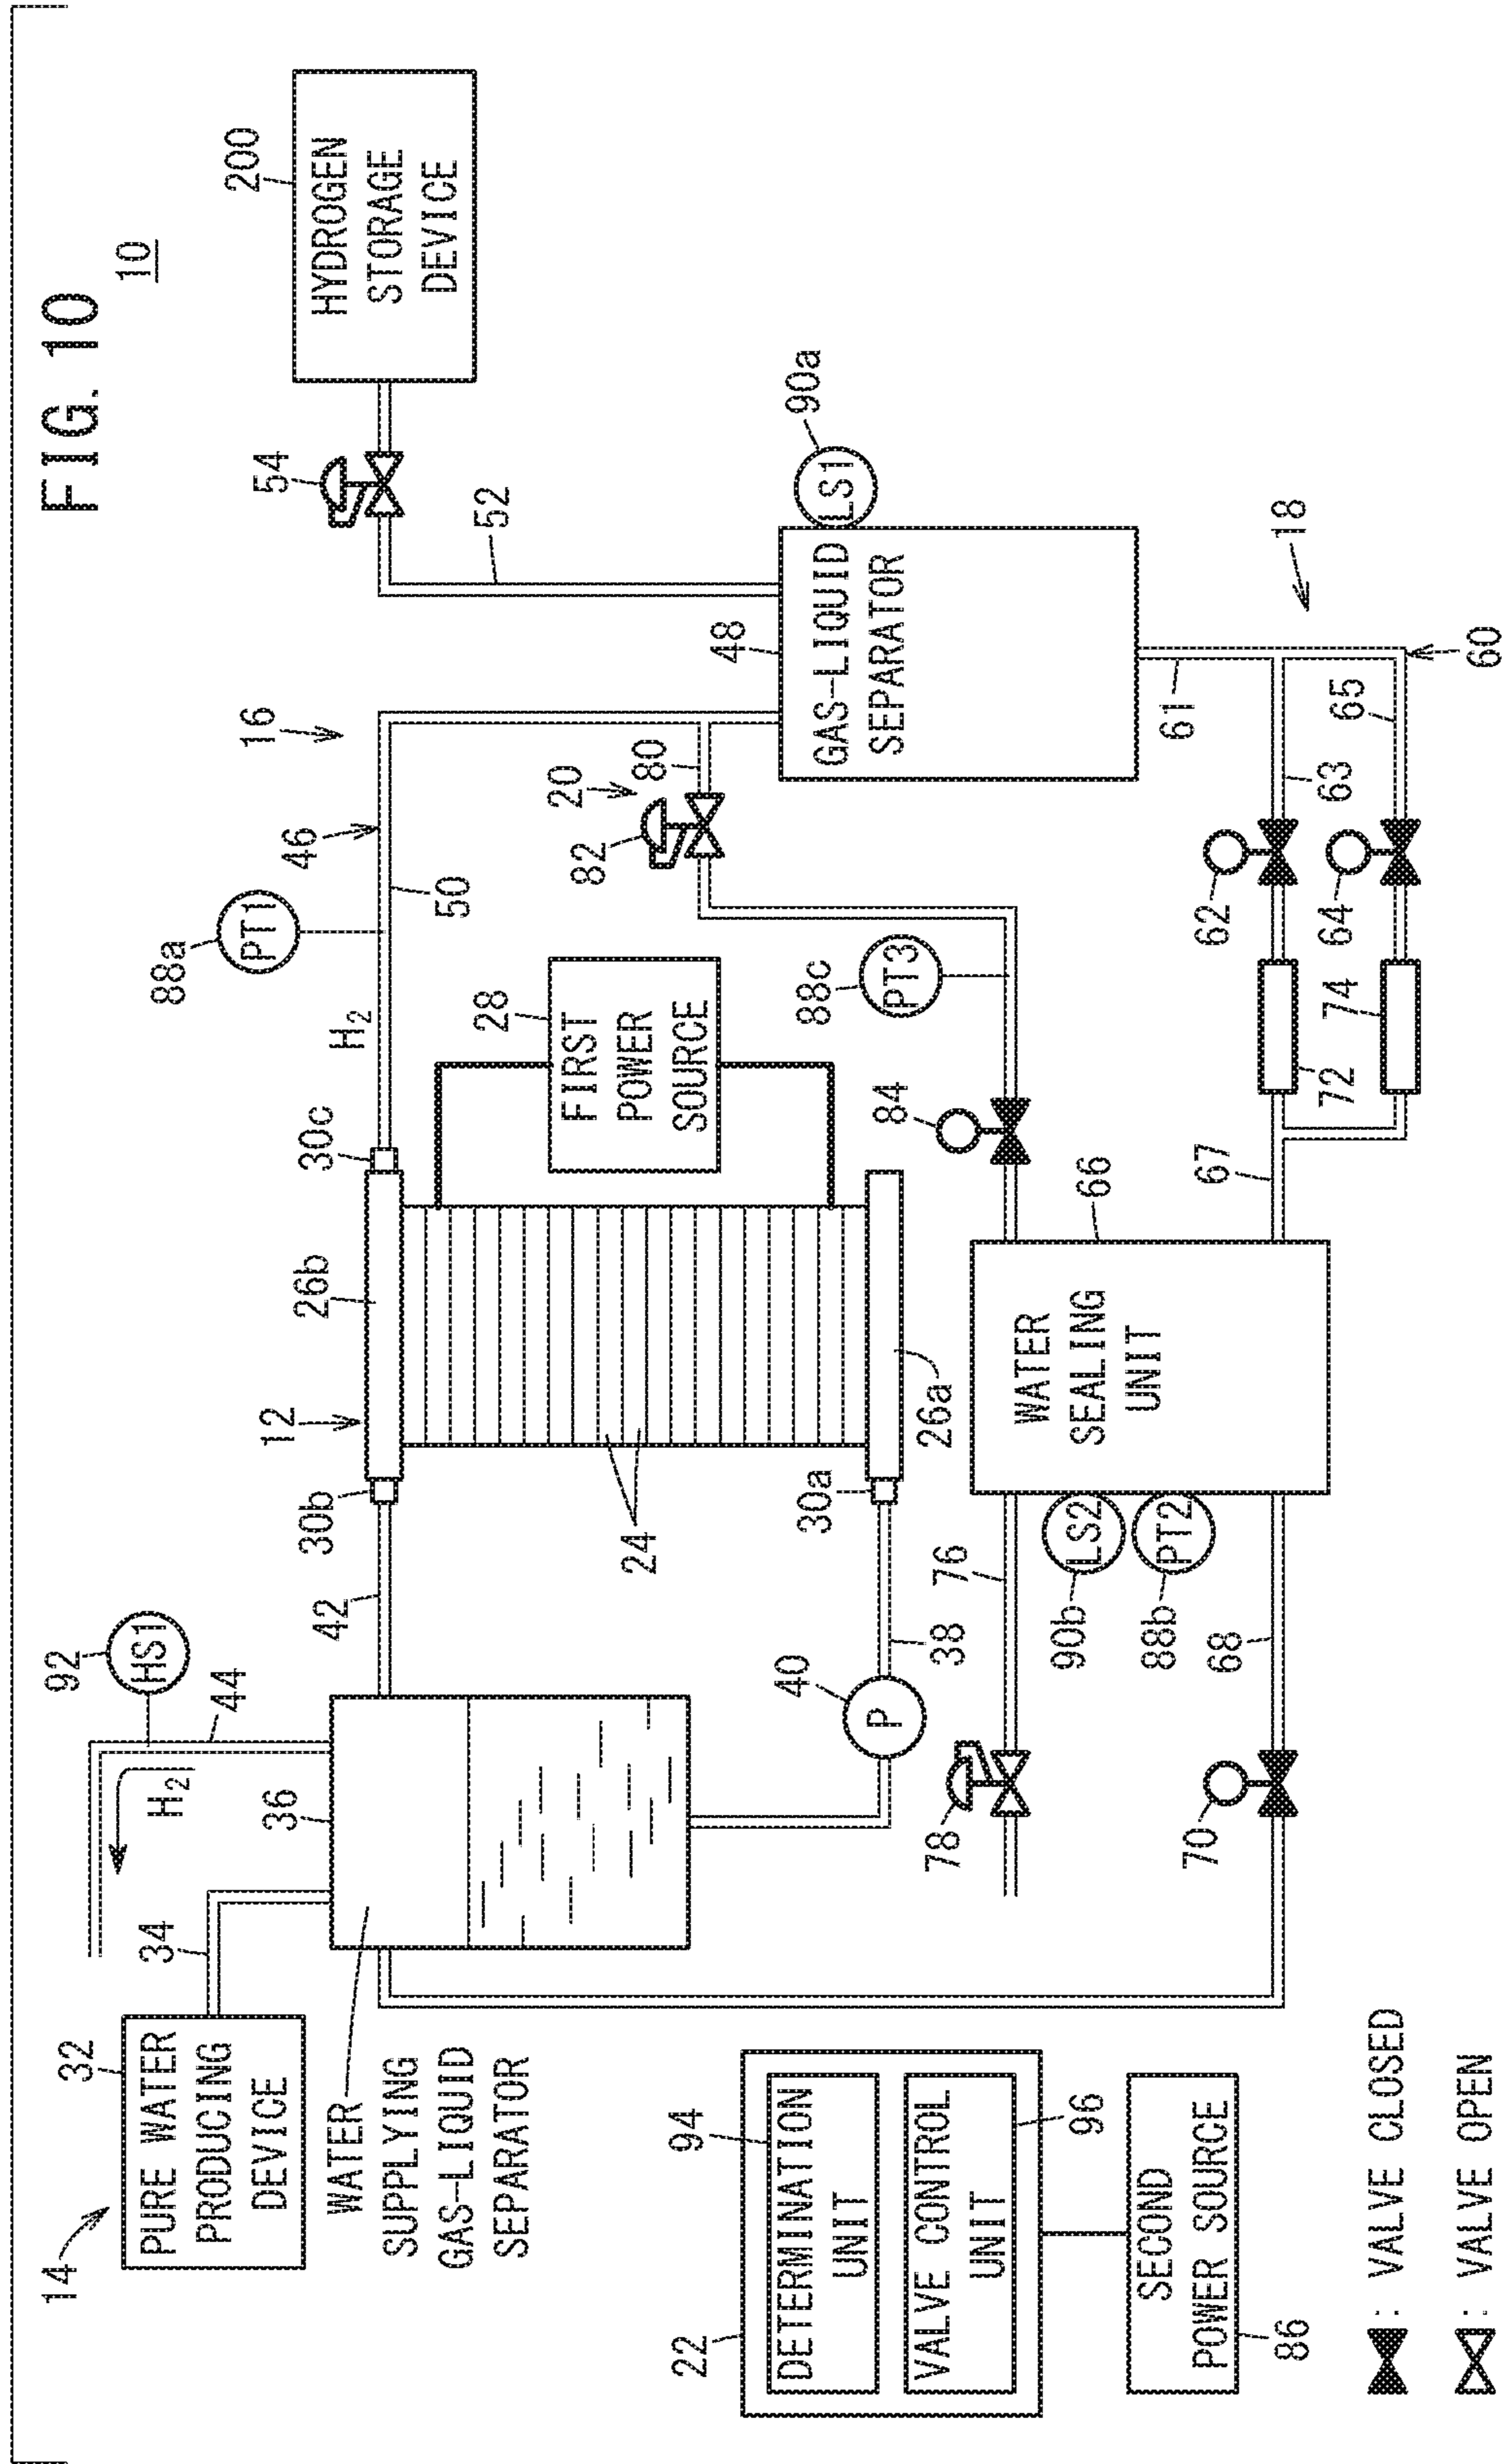 FIG. 10
10
14
PURE WATER
PRODUCING
DEVICE
32
34
44
H₂
92
HS1
36
WATER
SUPPLYING
GAS-LIQUID
SEPARATOR
42
30b
12
26b
30c
H₂
88a
PT1
50
46
16
54
200
HYDROGEN
STORAGE
DEVICE
52
24
28
FIRST
POWER
SOURCE
20
82
80
48
GAS-LIQUID
SEPARATOR
LS1
90a
40
P
38
30a
26a
88c
PT3
84
78
76
90b
LS2
88b
PT2
WATER
SEALING
UNIT
66
70
68
67
72
74
62
64
63
65
61
60
18
22
DETERMINATION
UNIT
94
VALVE CONTROL
UNIT
96
SECOND
POWER SOURCE
86
: VALVE CLOSED
: VALVE OPEN